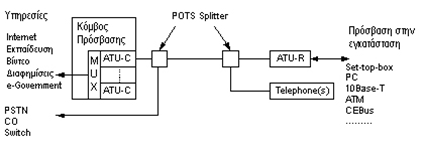 Υπηρεσίες
Internet
Εκπαίδευση
Βίντεο
Διαφημίσεις
e-Government
PSTN
CO
Switch
Κόμβος
Πρόσβασης
MUX
ATU-C
ATU-C
POTS Splitter
ATU-R
Telephone(s)
Πρόσβαση στην
εγκατάσταση
Set-top-box
PC
10Base-T
ATM
CEBus
.........